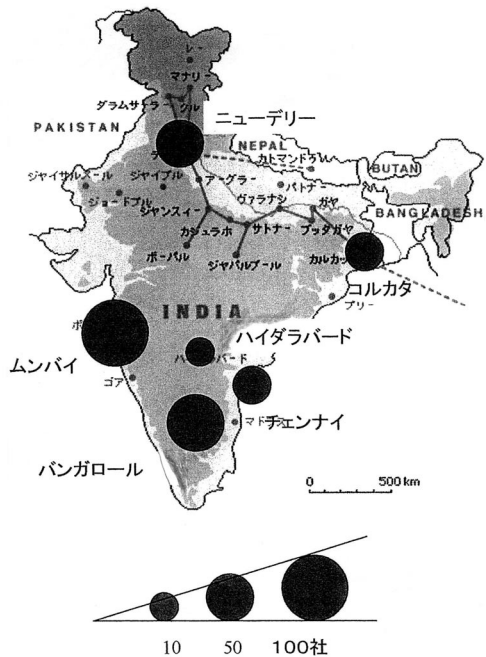 レー
マナリー
ダラムサラー
クル
ニューデリー
PAKISTAN
NEPAL
カトマンドゥ
BUTAN
ジャイサルメール
ジャイプル
アーグラー
パトナー
ジョードプル
ヴァラナシ
ガヤ
BANGLADESH
ジャンスィー
カジュラホ
サトナー
ブッダガヤ
ボーパル
ジャバルプール
カルカッ
コルカタ
プリー
INDIA
ボ
ハイダラバード
ハ
バード
ムンバイ
ゴア
マド
チェンナイ
バンガロール
0 500km
10 50 100社